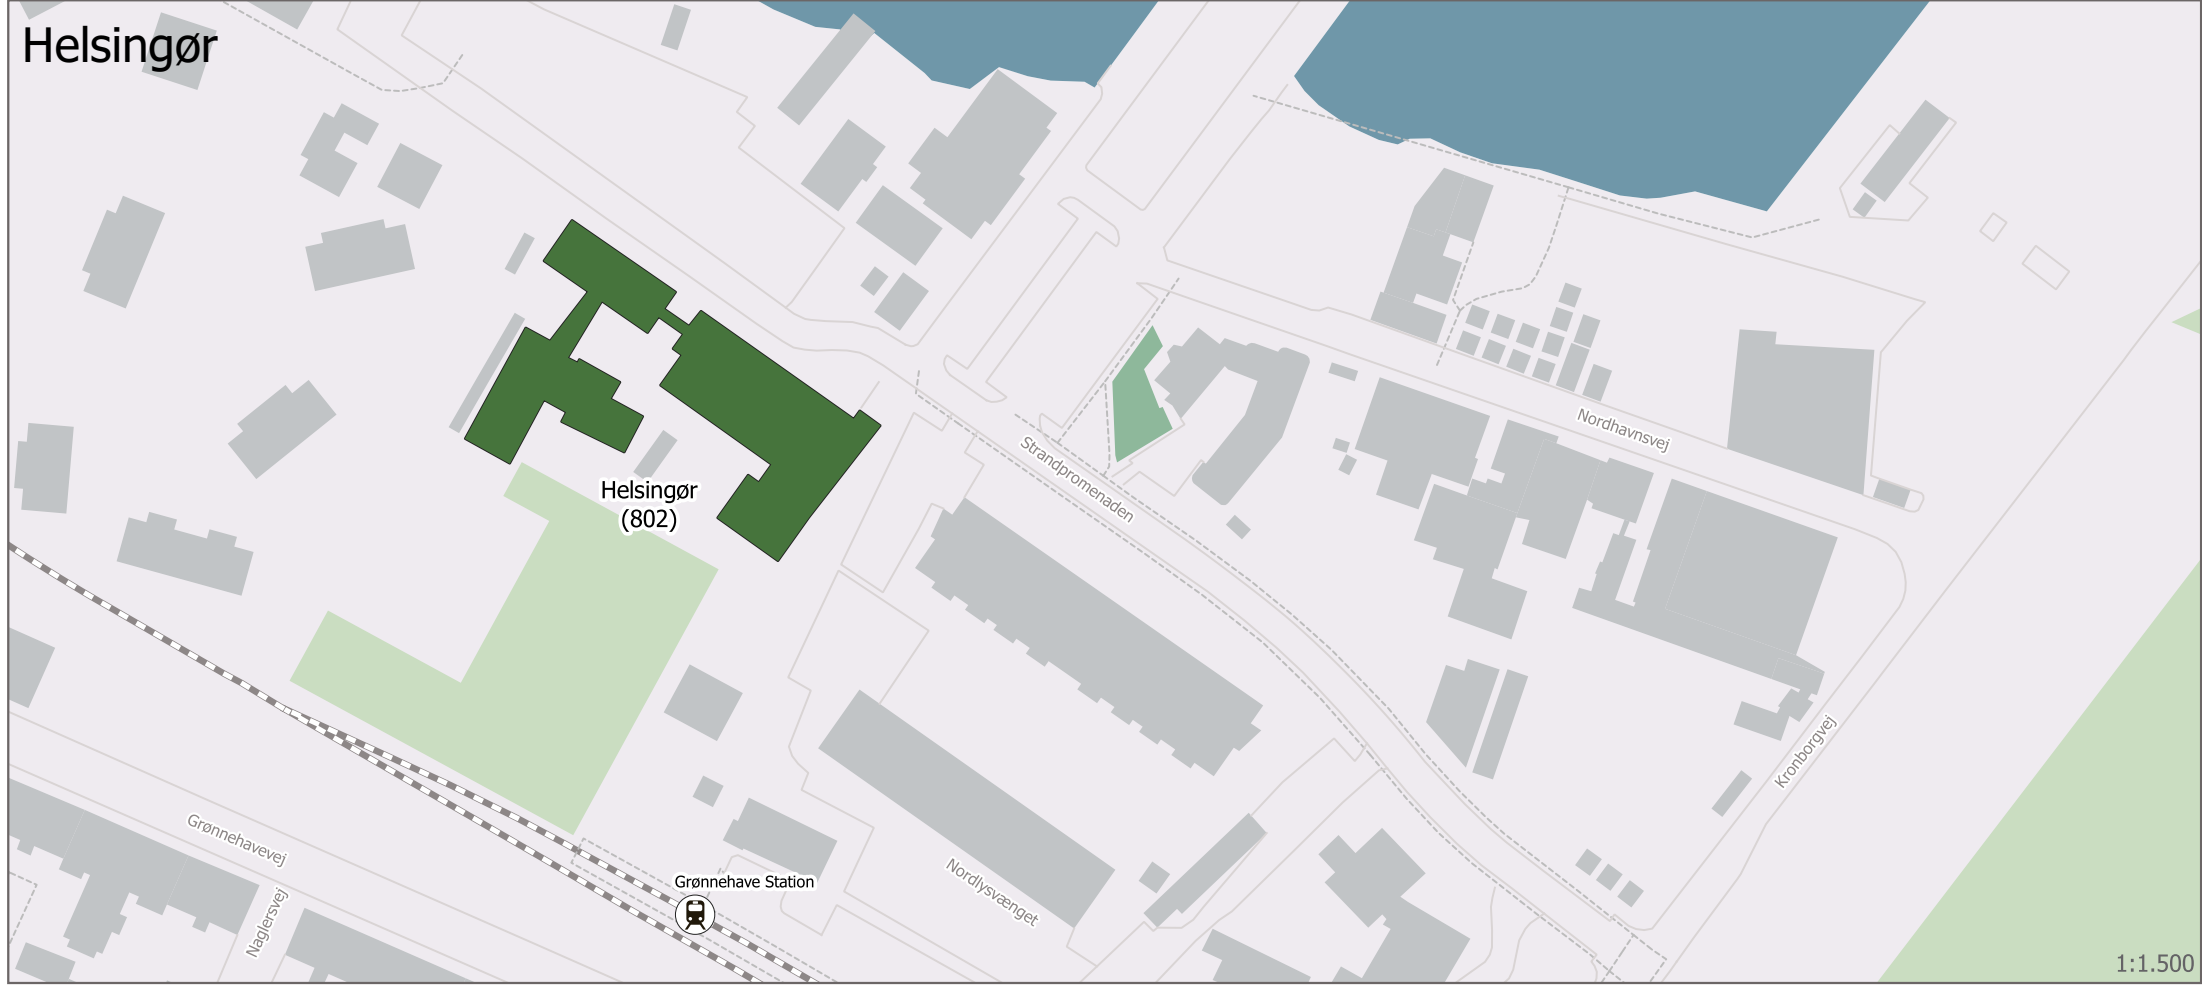 Helsingør
Nordhavnsvej
Strandpromenaden
Helsingør
(802)
Kronborgvej
Grønnehavevej
Grønnehave Station
Nordlysvænget
Naglersvej
1:1.500